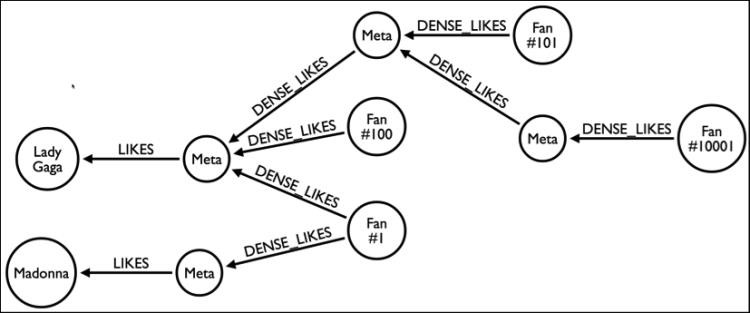 Meta
DENSE_LIKES
Fan
#101
DENSE_LIKES
DENSE_LIKES
Fan
#100
DENSE_LIKES
Meta
DENSE_LIKES
Fan
#10001
Lady
Gaga
LIKES
Meta
DENSE_LIKES
Fan
#1
DENSE_LIKES
Madonna
LIKES
Meta